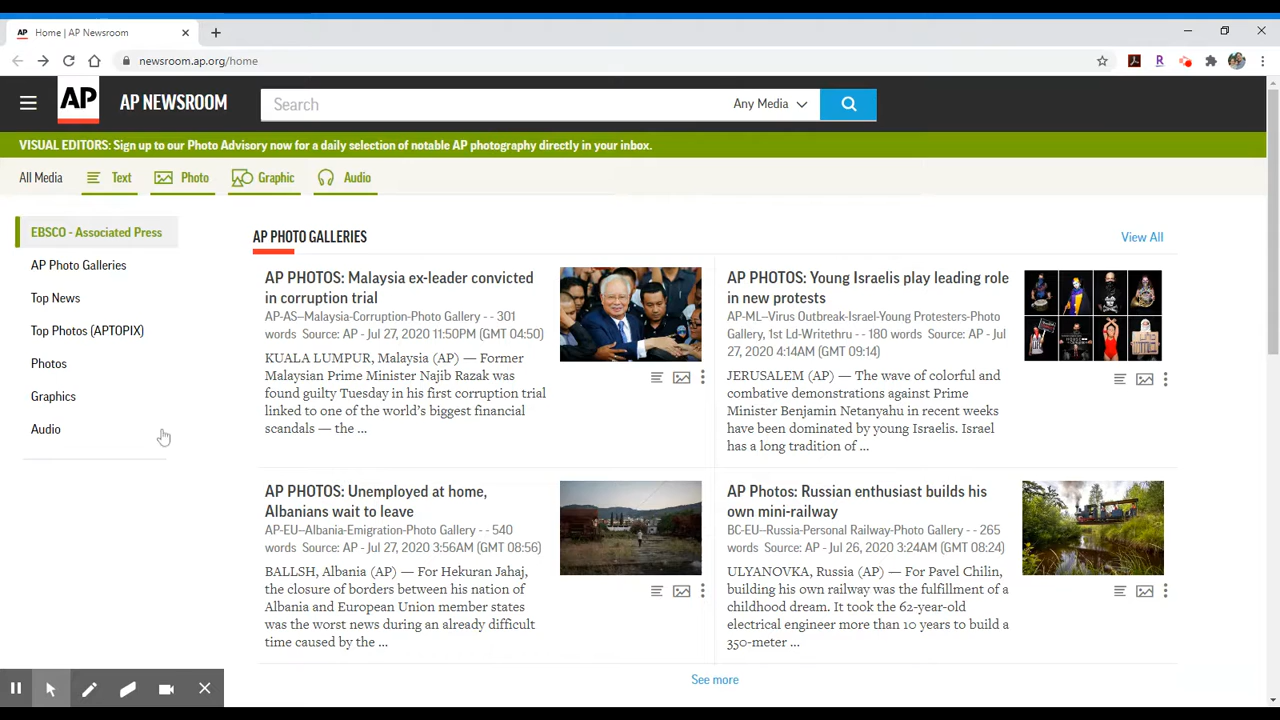 AP Home | AP Newsroom
newsroom.ap.org/home
AP AP NEWSROOM Search Any Media
VISUAL EDITORS: Sign up to our Photo Advisory now for a daily selection of notable AP photography directly in your inbox.
All Media Text Photo Graphic Audio
EBSCO - Associated Press
AP Photo Galleries
Top News
Top Photos (APTOPIX)
Photos
Graphics
Audio
AP PHOTO GALLERIES
View All
AP PHOTOS: Malaysia ex-leader convicted
in corruption trial
AP-AS--Malaysia-Corruption-Photo Gallery - - 301
words Source: AP - Jul 27, 2020 11:50PM (GMT 04:50)
KUALA LUMPUR, Malaysia (AP) — Former
Malaysian Prime Minister Najib Razak was
found guilty Tuesday in his first corruption trial
linked to one of the world's biggest financial
scandals — the ...
AP PHOTOS: Young Israelis play leading role
in new protests
AP-ML--Virus Outbreak-Israel-Young Protesters-Photo
Gallery, 1st Ld-Writethru - - 180 words Source: AP - Jul
27, 2020 4:14AM (GMT 09:14)
JERUSALEM (AP) — The wave of colorful and
combative demonstrations against Prime
Minister Benjamin Netanyahu in recent weeks
have been dominated by young Israelis. Israel
has a long tradition of ...
AP PHOTOS: Unemployed at home,
Albanians wait to leave
AP-EU--Albania-Emigration-Photo Gallery - - 540
words Source: AP - Jul 27, 2020 3:56AM (GMT 08:56)
BALLSH, Albania (AP) — For Hekuran Jahaj,
the closure of borders between his nation of
Albania and European Union member states
was the worst news during an already difficult
time caused by the ...
AP Photos: Russian enthusiast builds his
own mini-railway
BC-EU--Russia-Personal Railway-Photo Gallery - - 265
words Source: AP - Jul 26, 2020 3:24AM (GMT 08:24)
ULYANOVKA, Russia (AP) — For Pavel Chilin,
building his own railway was the fulfillment of a
childhood dream. It took the 62-year-old
electrical engineer more than 10 years to build a
350-meter ...
See more